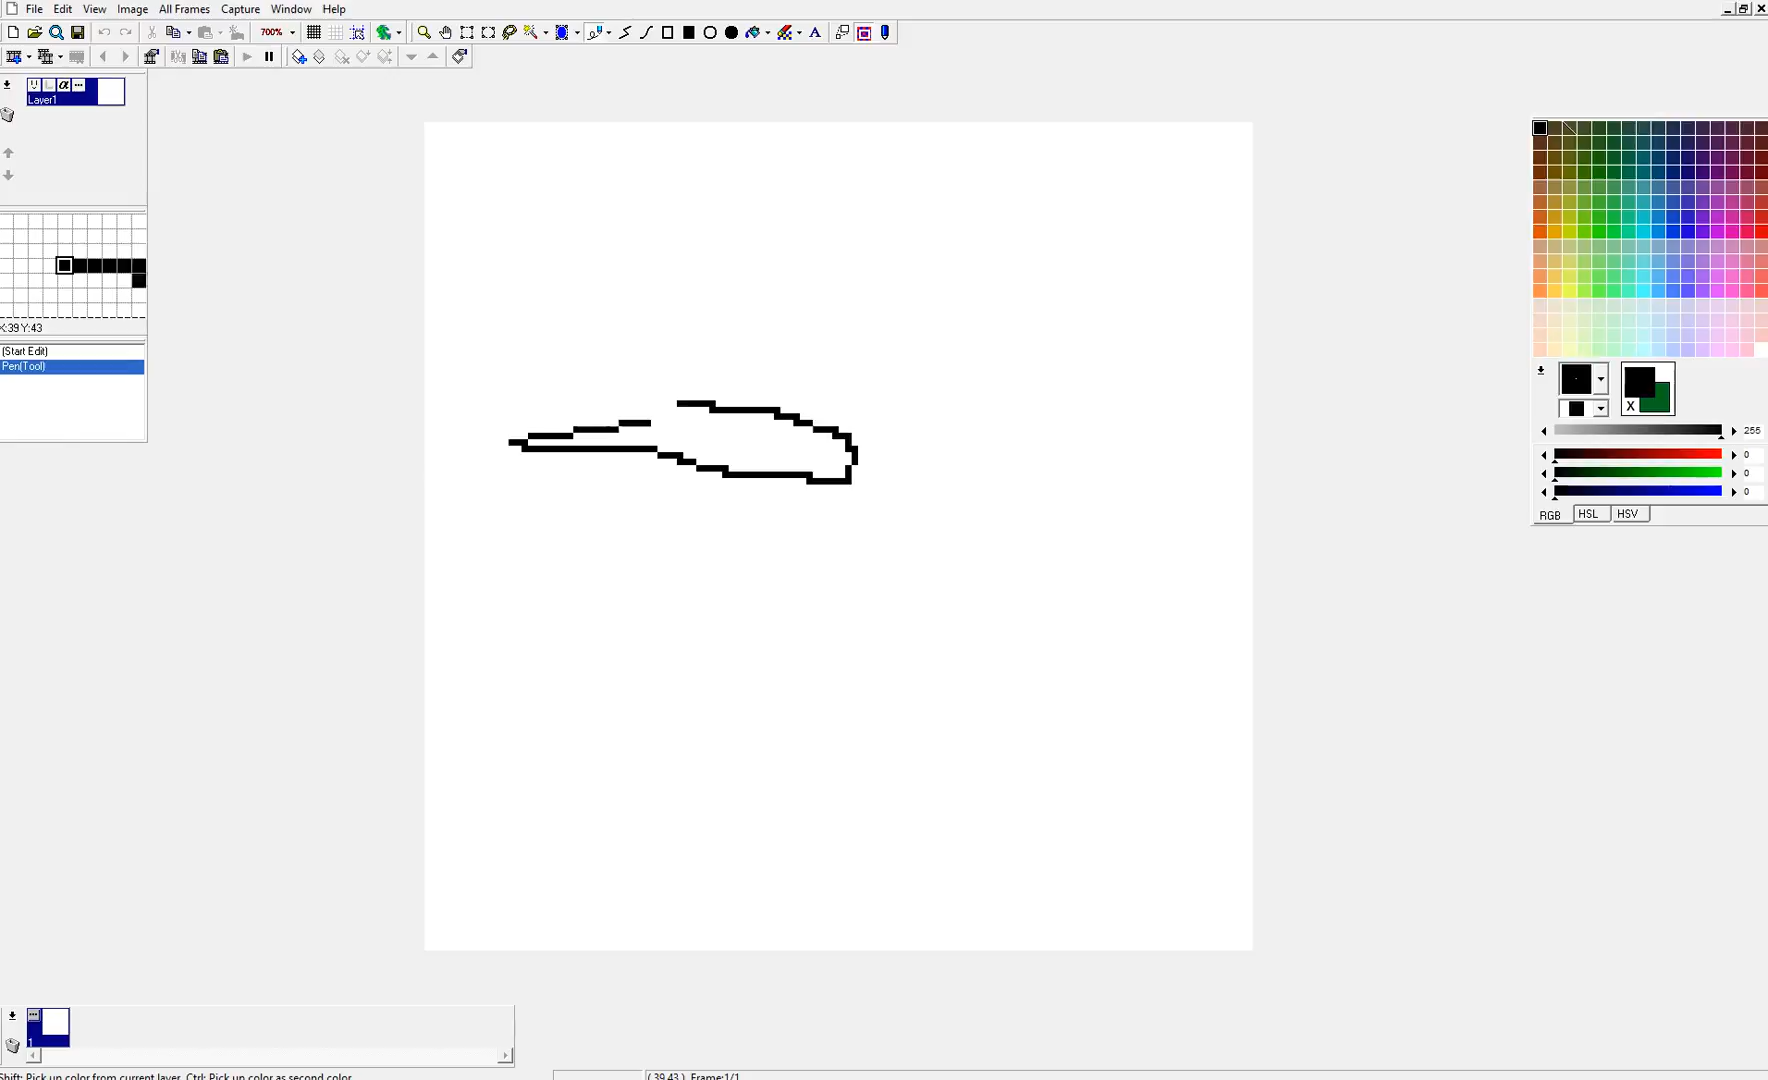 File Edit View Image All Frames Capture Window Help
700%
A
Layer1
X:39 Y:43
(Start Edit)
Pen(Tool)
X
255
0
0
0
RGB HSL HSV
1
Shift: Pick up color from current layer, Ctrl: Pick up color as second color
( 39,43 ) Frame:1/1